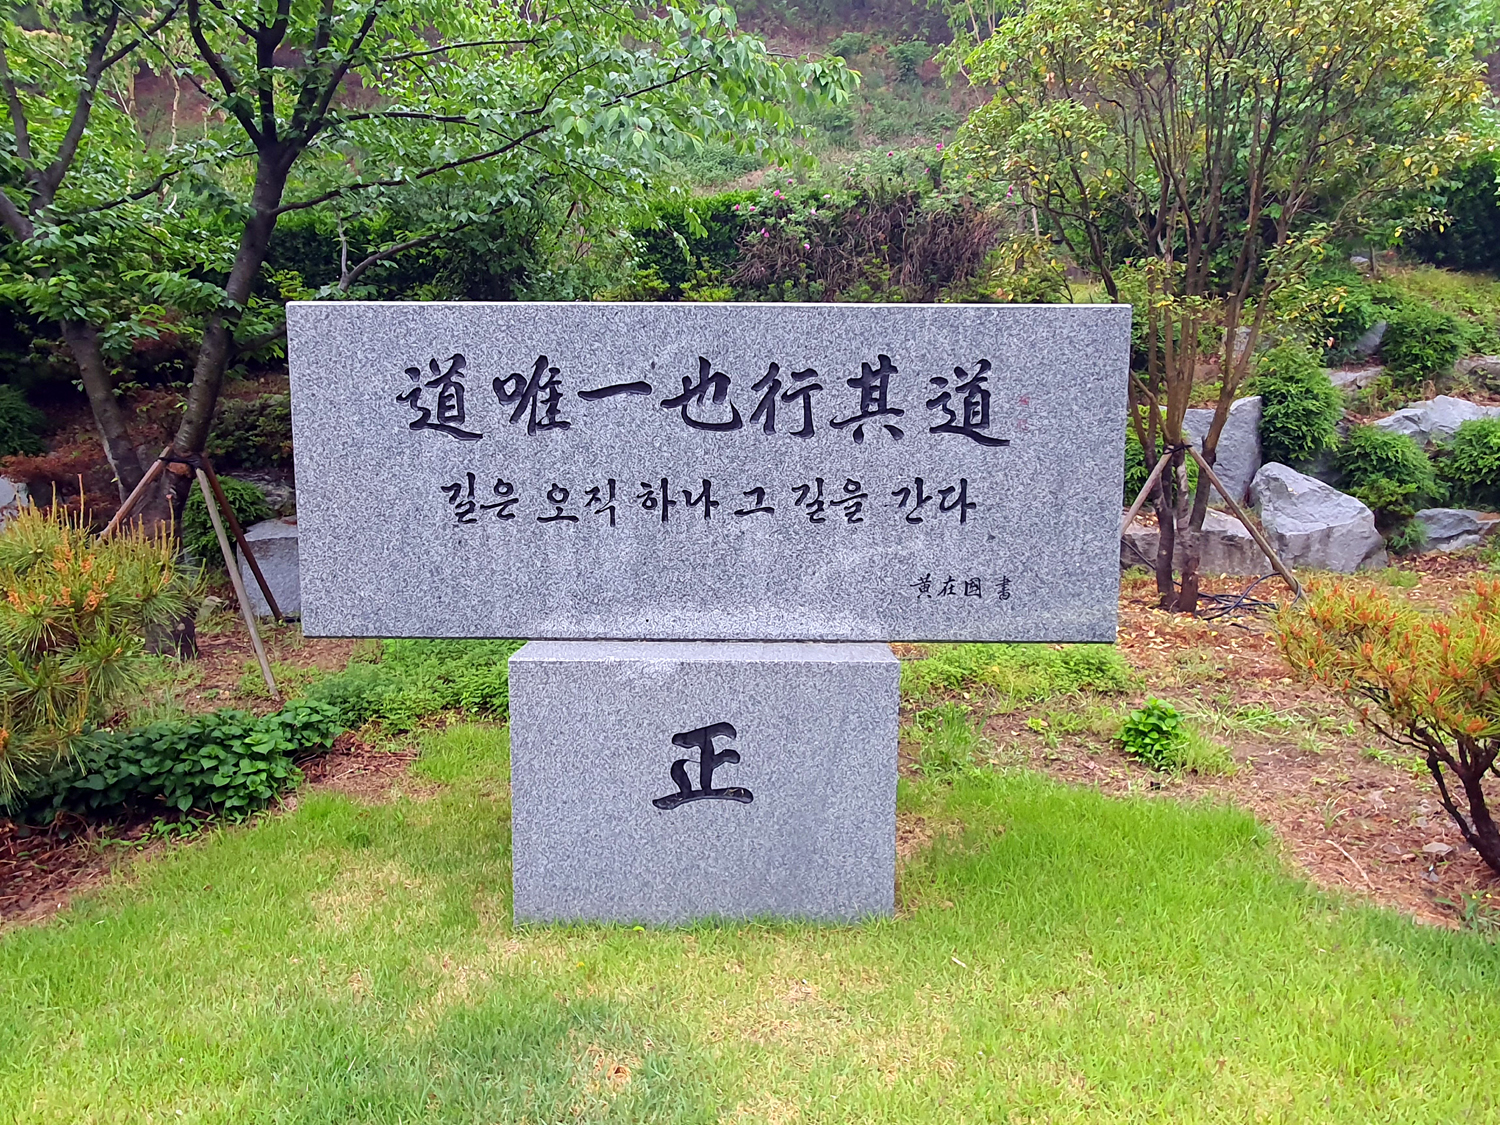 道唯一也行其道
길은 오직 하나 그 길을 간다
黄在國 書
正